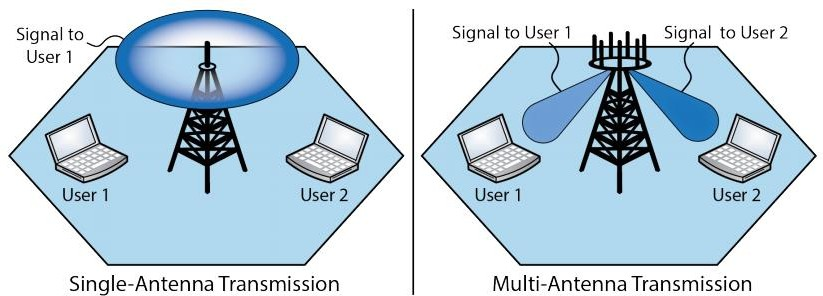 Signal to
User 1
User 1
User 2
Single-Antenna Transmission
Signal to User 1
Signal to User 2
User 1
User 2
Multi-Antenna Transmission